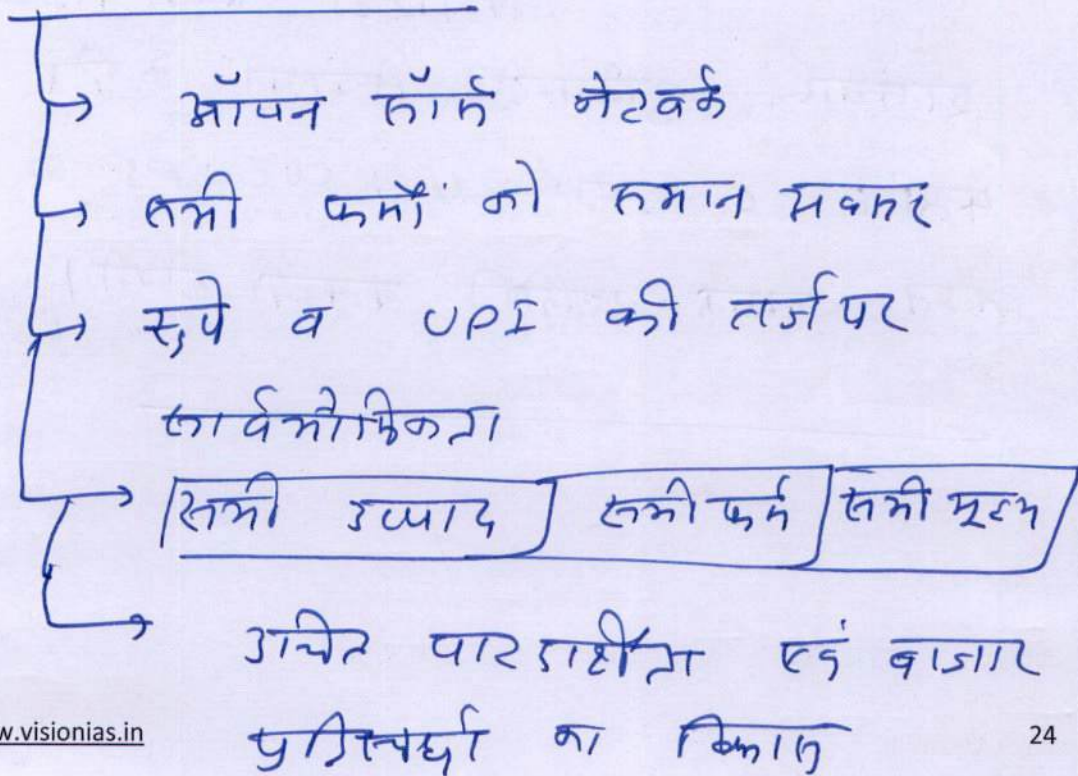 ऑपन सॉर्स नेटवर्क
सभी फर्मों को समान अवसर
रुपे व UPI की तर्ज पर
सार्वभौमिकता
सभी उत्पाद सभी फर्म सभी मूल्य
उचित पारदर्शीता एवं बाजार
प्रतिस्पर्धा का विकास
w.visionias.in
24